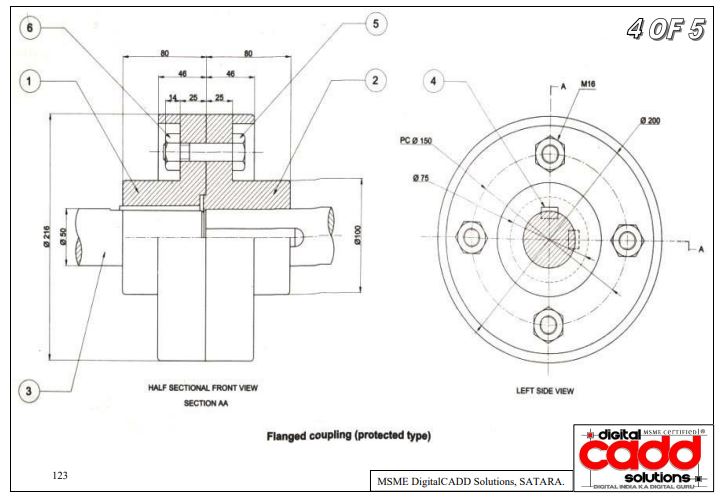 4 OF 5
6
5
80
80
46
46
1
14
25
25
2
4
A
M16
Ø 200
PC Ø 150
Ø 75
Ø 216
Ø 50
Ø100
A
3
HALF SECTIONAL FRONT VIEW
SECTION AA
LEFT SIDE VIEW
Flanged coupling (protected type)
123
MSME DigitalCADD Solutions, SATARA.
digital MSME CERTIFIED ®
cadd
solutions
DIGITAL INDIA KA DIGITAL GURU